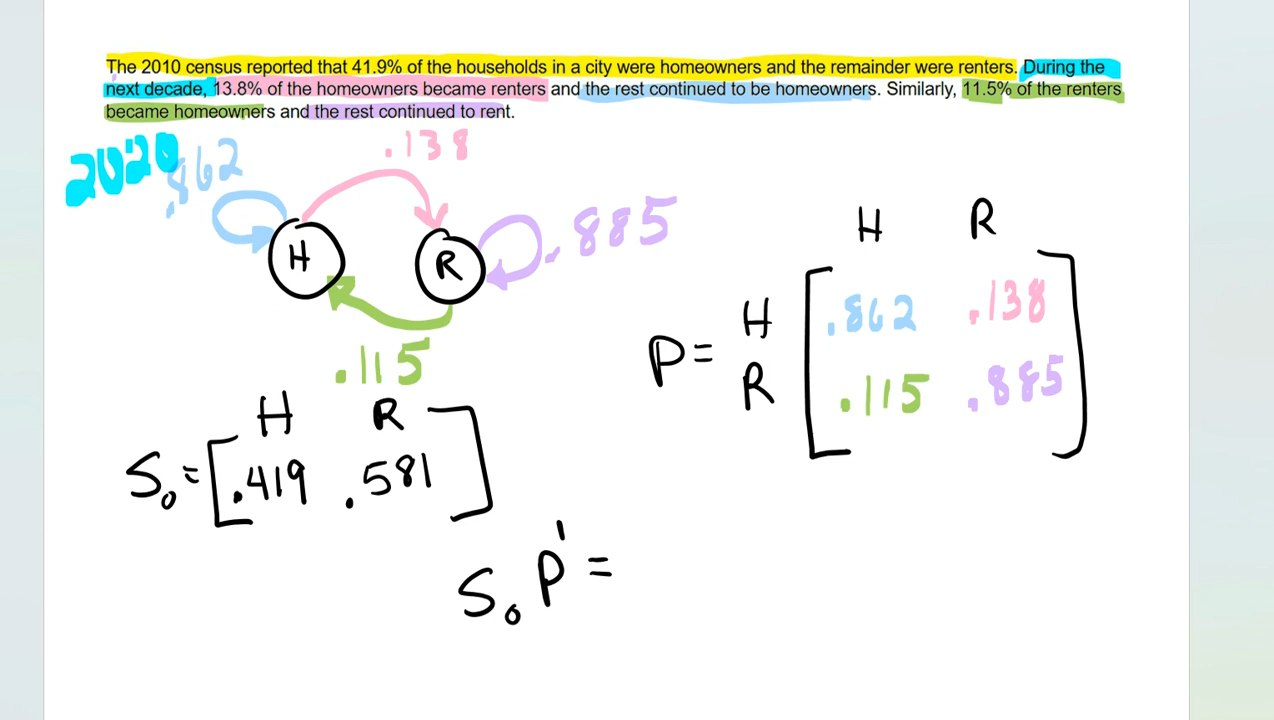 The 2010 census reported that 41.9% of the households in a city were homeowners and the remainder were renters. During the
next decade, 13.8% of the homeowners became renters and the rest continued to be homeowners. Similarly, 11.5% of the renters
became homeowners and the rest continued to rent.
2020
.862
.138
H
R
.885
.115
H R
S₀ = [.419 .581]
H R
P = H [.862 .138]
R [.115 .885]
S₀P¹ =